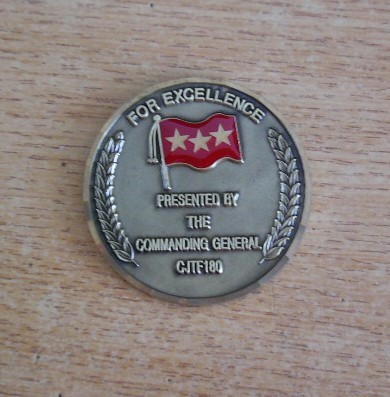 FOR EXCELLENCE
PRESENTED BY
THE
COMMANDING GENERAL
CJTF180